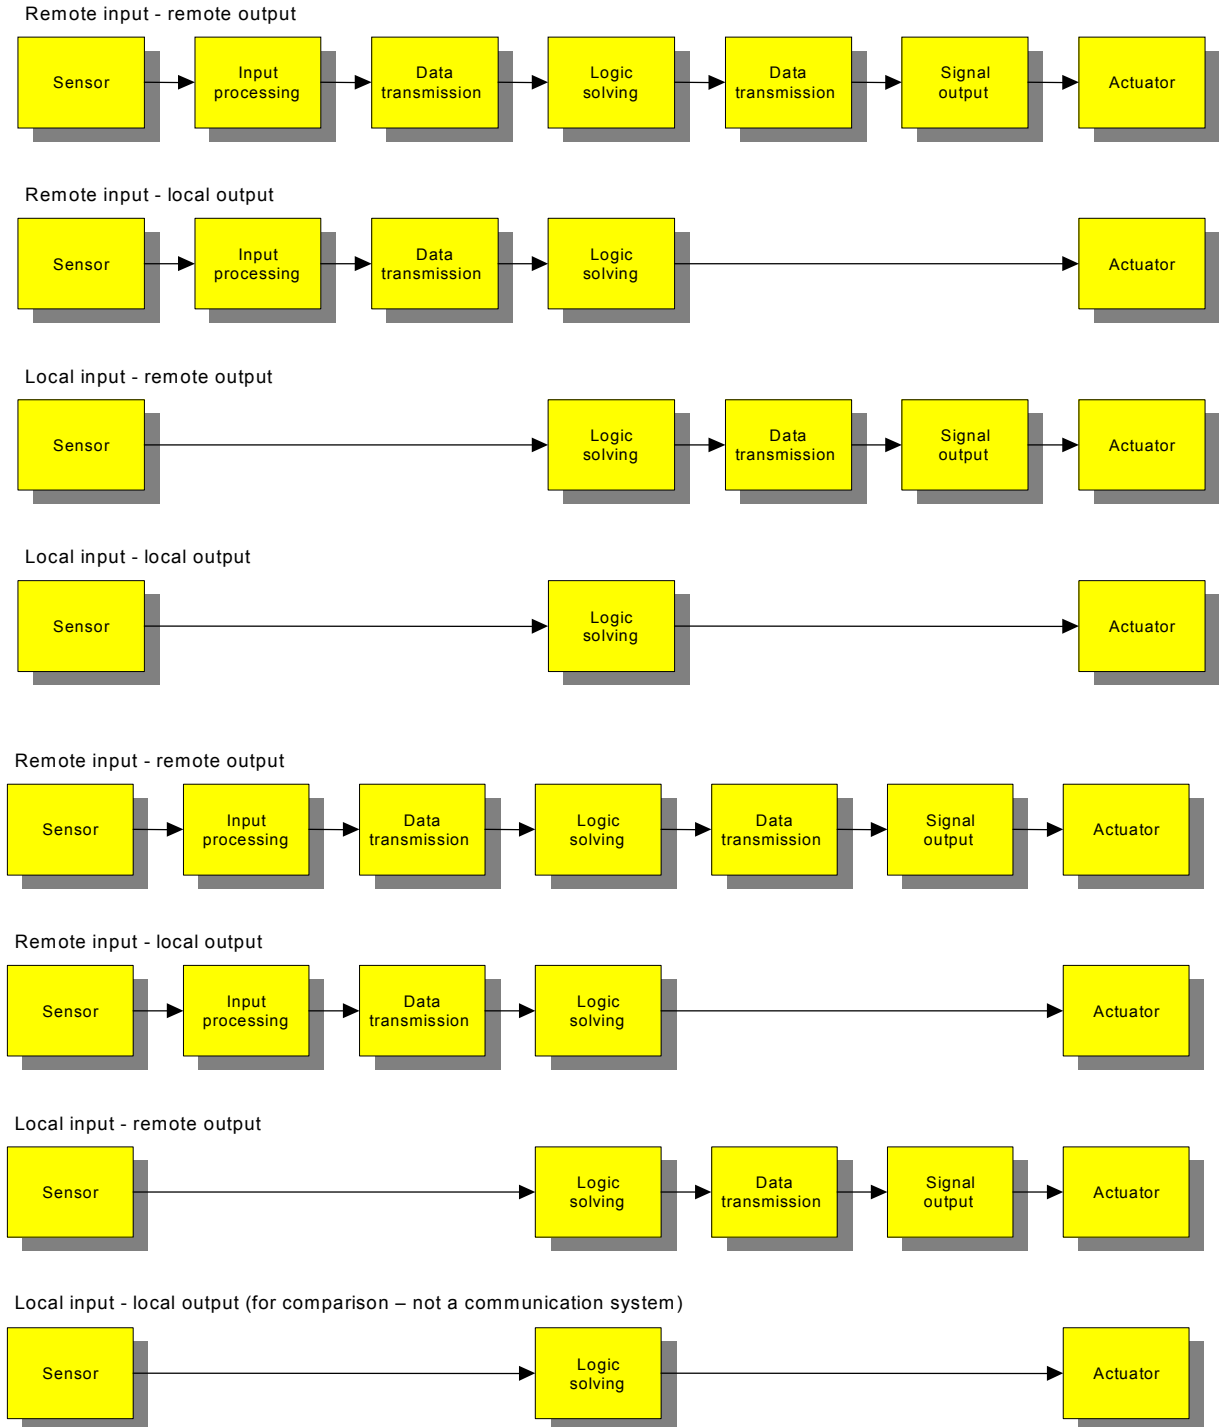 Remote input - remote output
Sensor
Input
processing
Data
transmission
Logic
solving
Data
transmission
Signal
output
Actuator
Remote input - local output
Sensor
Input
processing
Data
transmission
Logic
solving
Actuator
Local input - remote output
Sensor
Logic
solving
Data
transmission
Signal
output
Actuator
Local input - local output
Sensor
Logic
solving
Actuator
Remote input - remote output
Sensor
Input
processing
Data
transmission
Logic
solving
Data
transmission
Signal
output
Actuator
Remote input - local output
Sensor
Input
processing
Data
transmission
Logic
solving
Actuator
Local input - remote output
Sensor
Logic
solving
Data
transmission
Signal
output
Actuator
Local input - local output (for comparison – not a communication system)
Sensor
Logic
solving
Actuator